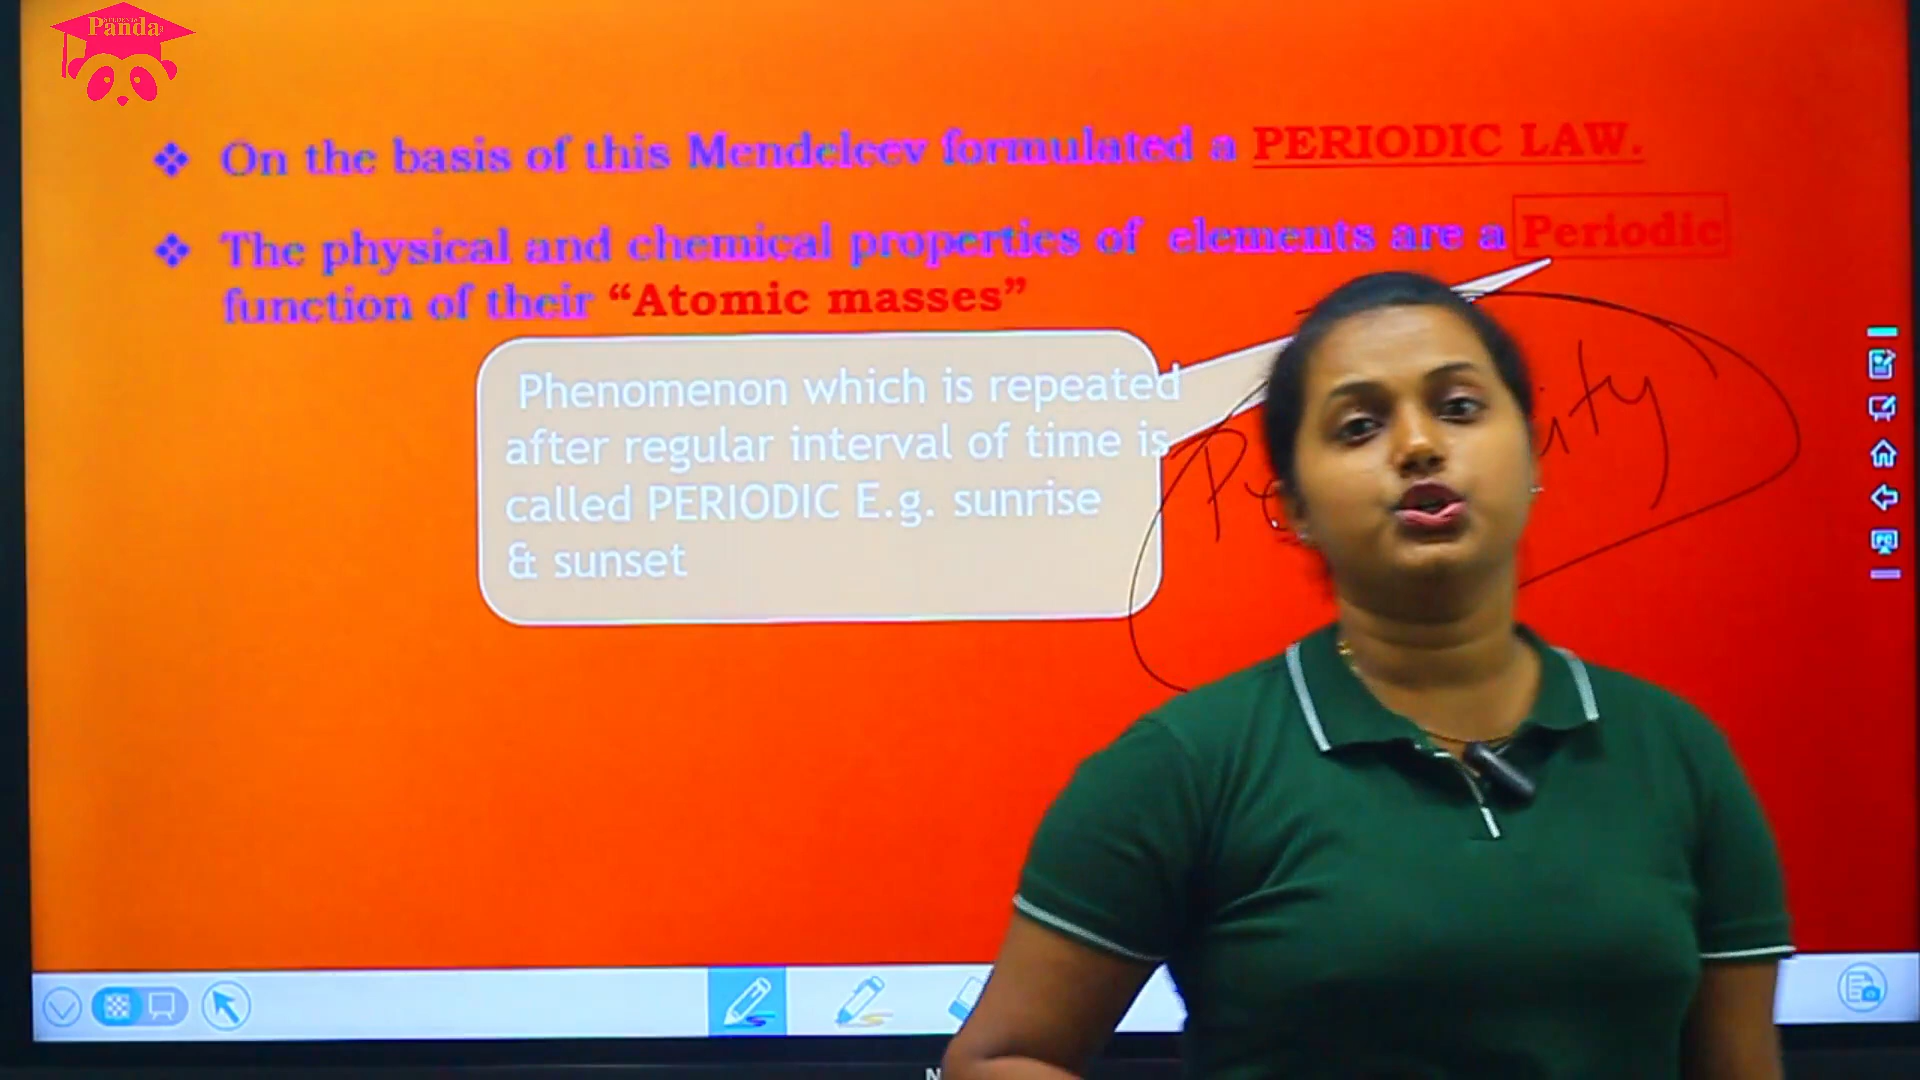 Panda
On the basis of this Mendeleev formulated a PERIODIC LAW.
The physical and chemical properties of elements are a Periodic
function of their “Atomic masses”
Phenomenon which is repeated
after regular interval of time is
called PERIODIC E.g. sunrise
& sunset
PC